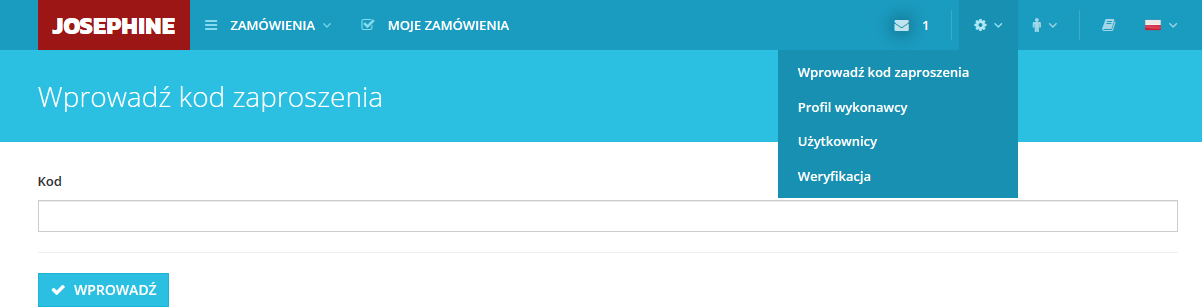 JOSEPHINE ZAMÓWIENIA MOJE ZAMÓWIENIA 1
Wprowadź kod zaproszenia
Profil wykonawcy
Użytkownicy
Weryfikacja
Wprowadź kod zaproszenia
Kod
WPROWADŹ